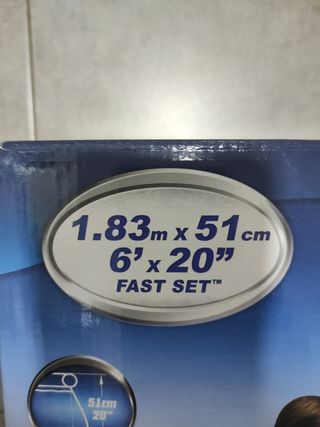 1.83m x 51cm
6' x 20”
FAST SET™
51cm
20”